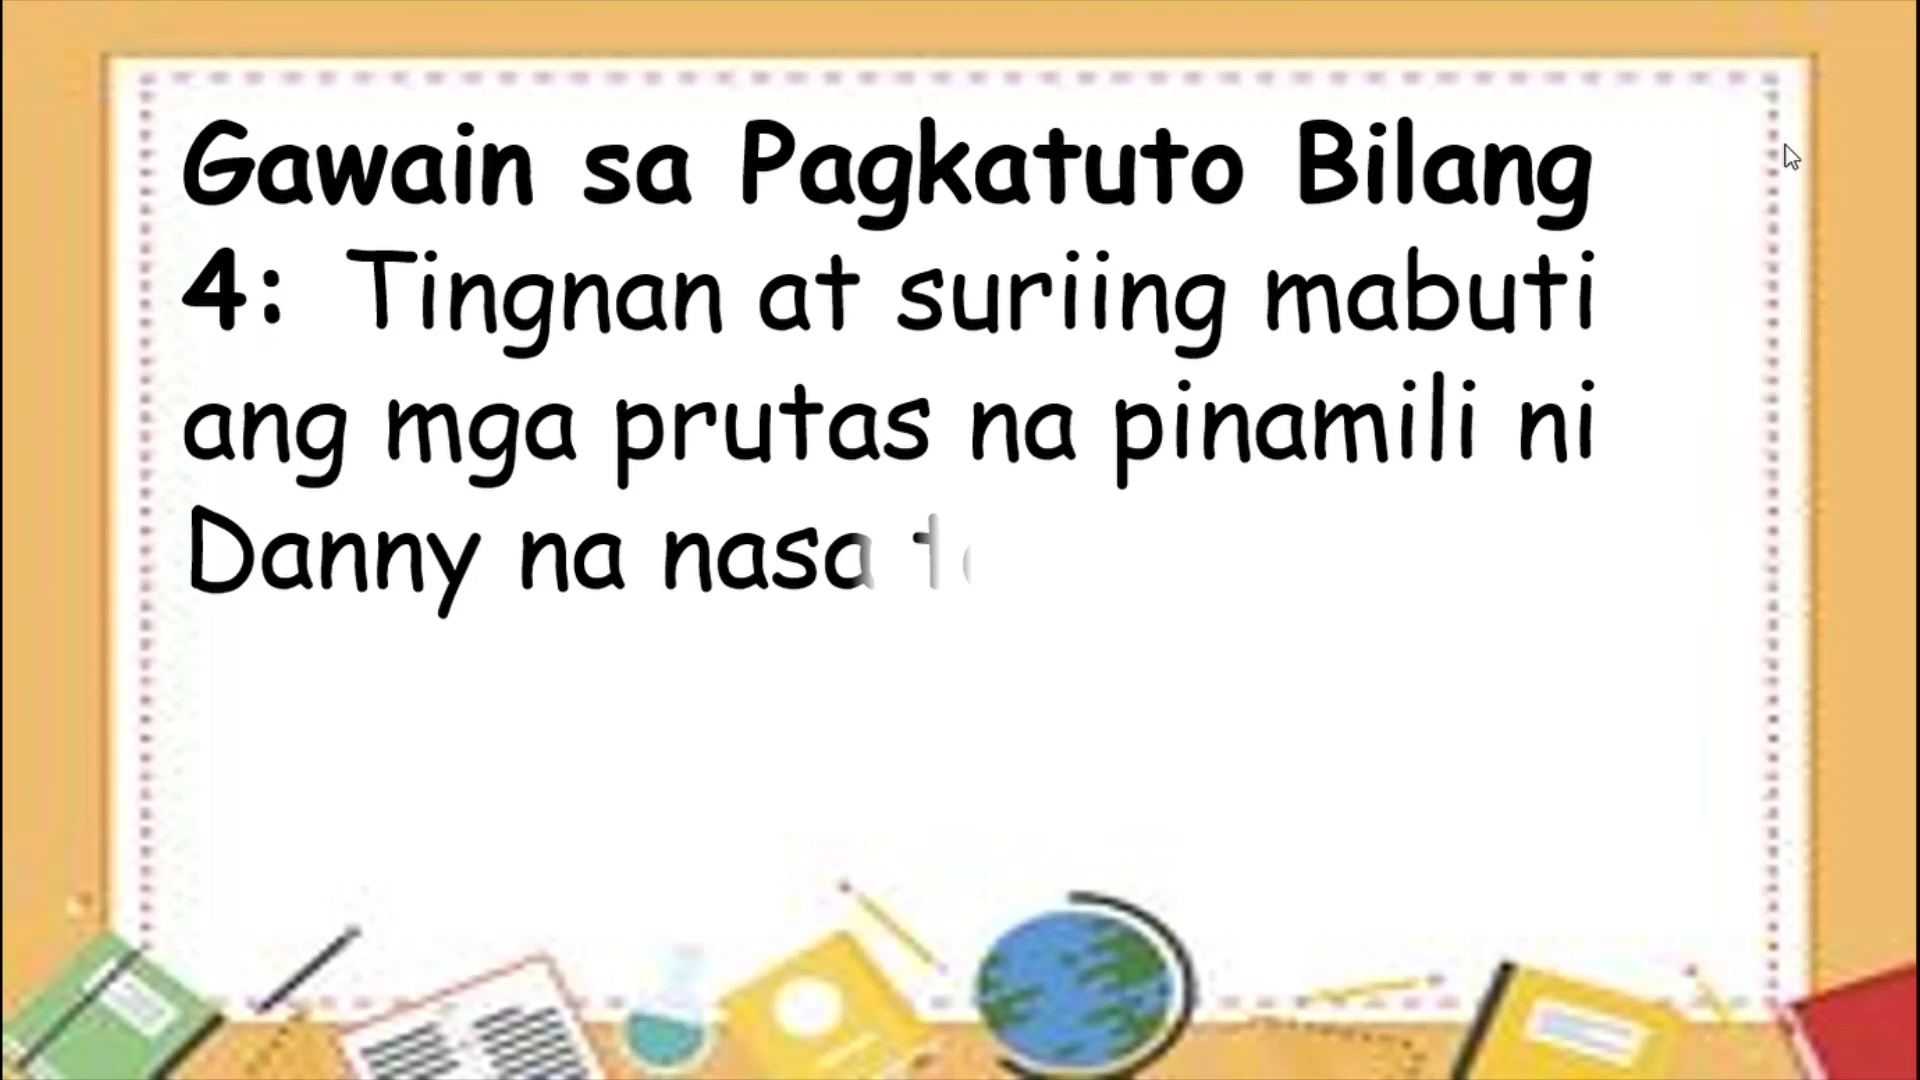 Gawain sa Pagkatuto Bilang
4: Tingnan at suriing mabuti
ang mga prutas na pinamili ni
Danny na nasa